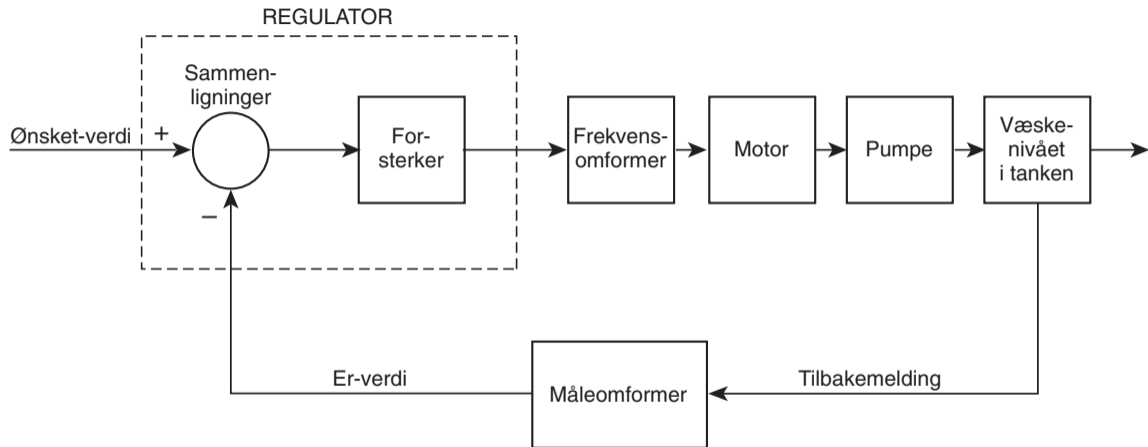 REGULATOR
Sammen-
ligninger
Ønsket-verdi
+
–
For-
sterker
Frekvens-
omformer
Motor
Pumpe
Væske-
nivået
i tanken
Er-verdi
Måleomformer
Tilbakemelding